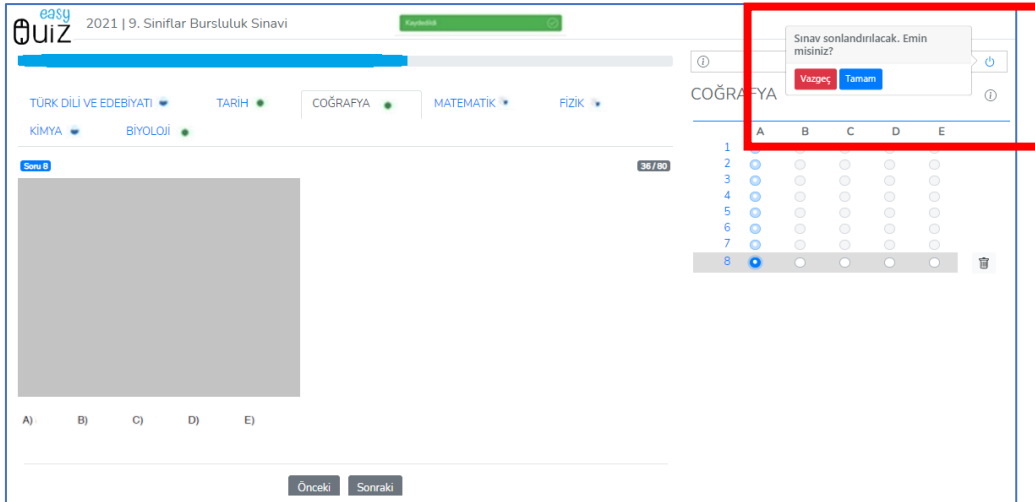 easy
Quiz
2021 | 9. Siniflar Bursluluk Sinavi
Kaydedildi
Sınav sonlandırılacak. Emin
misiniz?
Vazgeç Tamam
TÜRK DİLİ VE EDEBİYATI TARİH COĞRAFYA MATEMATİK FİZİK
KİMYA BİYOLOJİ
Soru 8
36 / 80
A) B) C) D) E)
Önceki Sonraki
COĞRAFYA
A B C D E
1
2
3
4
5
6
7
8